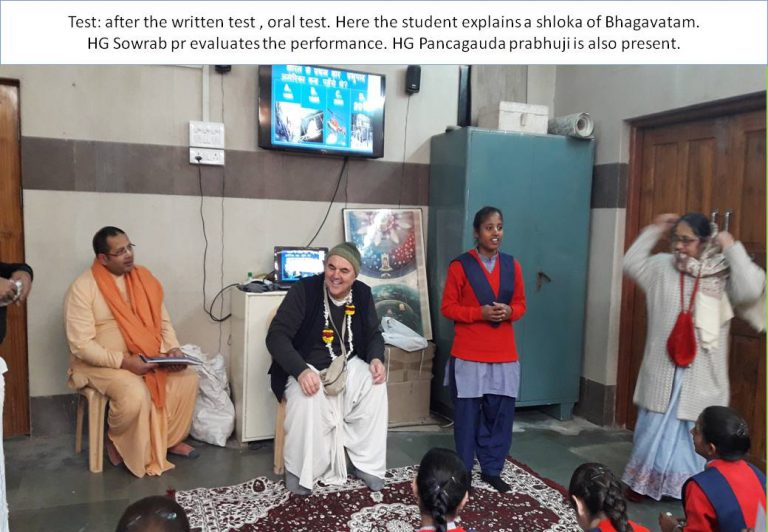 Test: after the written test , oral test. Here the student explains a shloka of Bhagavatam.
HG Sowrab pr evaluates the performance. HG Pancagauda prabhuji is also present.
A.
B.
C.
D.